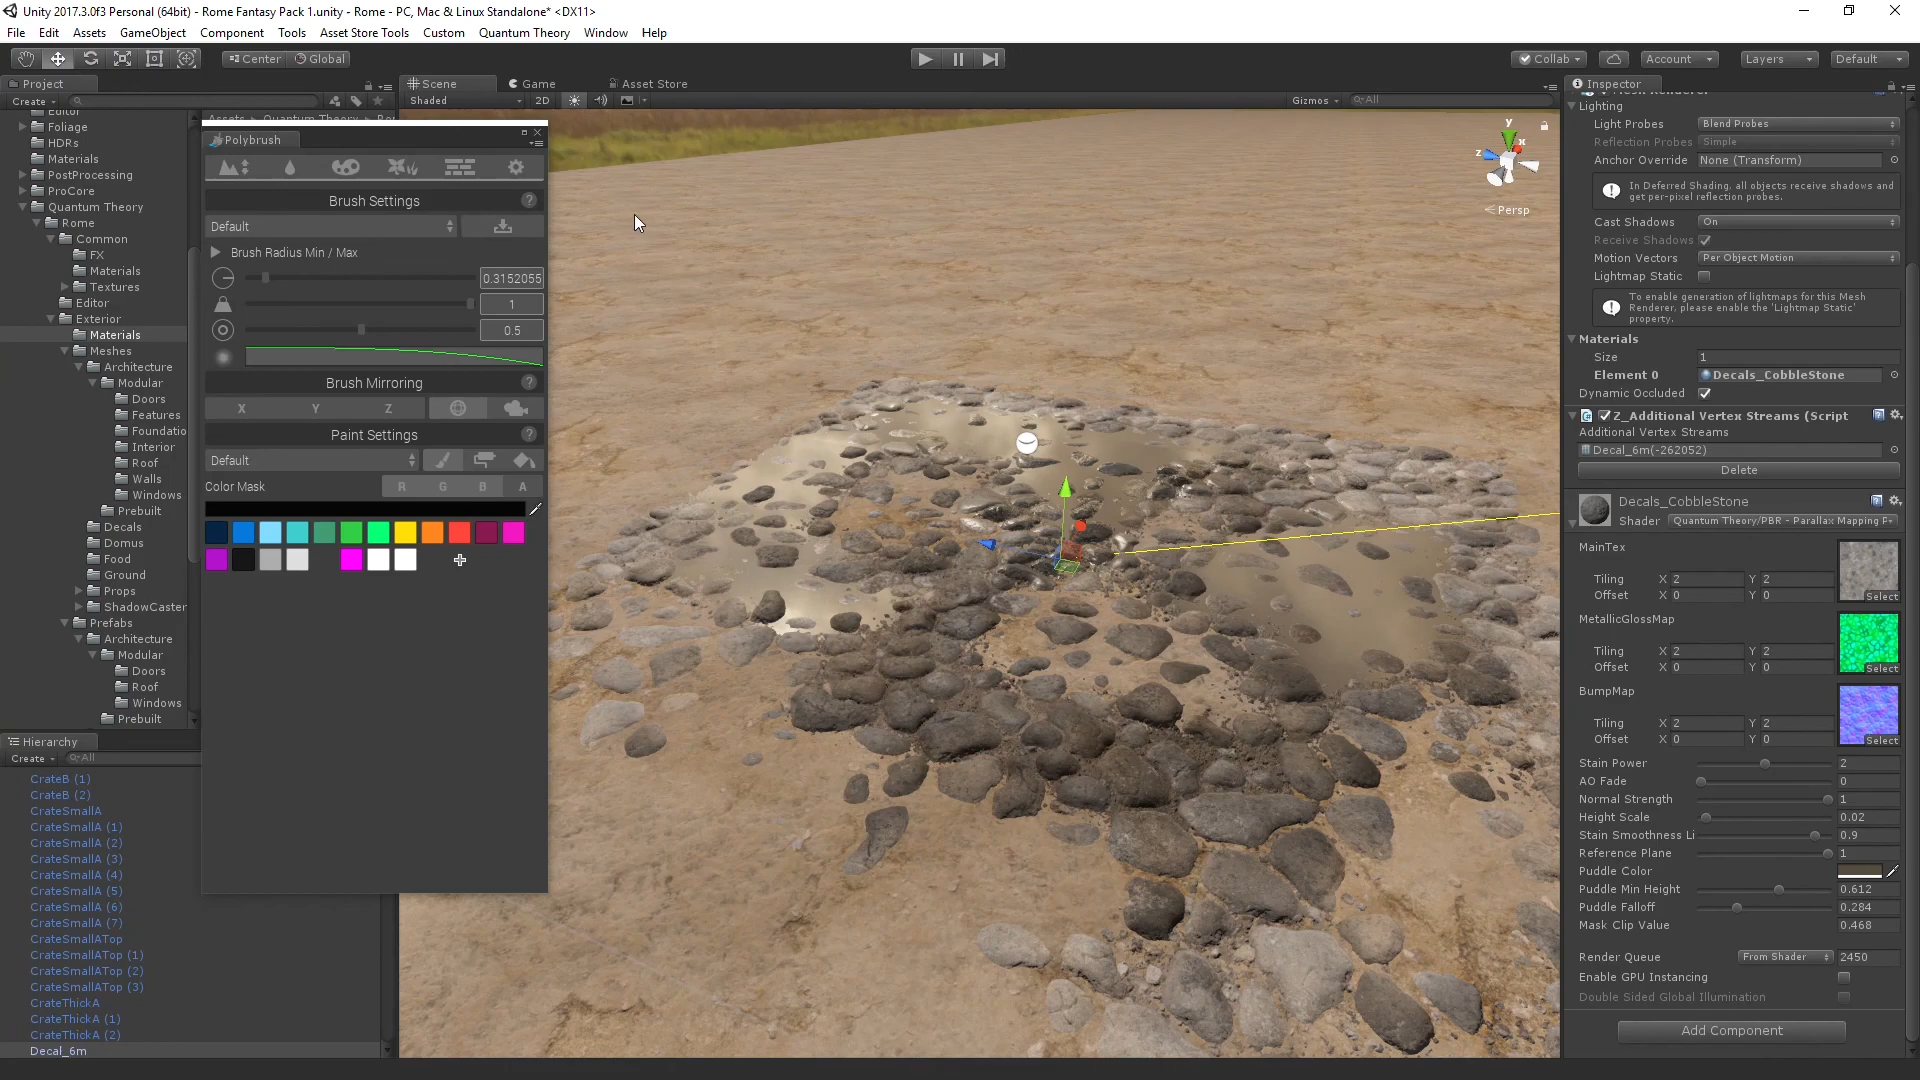 Unity 2017.3.0f3 Personal (64bit) - Rome Fantasy Pack 1.unity - Rome - PC, Mac & Linux Standalone* <DX11>
File Edit Assets GameObject Component Tools Asset Store Tools Custom Quantum Theory Window Help
Center Global
Collab Account Layers Default
Project
Create
Editor
Foliage
HDRs
Materials
PostProcessing
ProCore
Quantum Theory
Rome
Common
FX
Materials
Textures
Editor
Exterior
Materials
Meshes
Architecture
Modular
Doors
Features
Foundatio
Interior
Roof
Walls
Windows
Prebuilt
Decals
Domus
Food
Ground
Props
ShadowCaster
Prefabs
Architecture
Modular
Doors
Roof
Windows
Prebuilt
Hierarchy
Create All
CrateB (1)
CrateB (2)
CrateSmallA
CrateSmallA (1)
CrateSmallA (2)
CrateSmallA (3)
CrateSmallA (4)
CrateSmallA (5)
CrateSmallA (6)
CrateSmallA (7)
CrateSmallATop
CrateSmallATop (1)
CrateSmallATop (2)
CrateSmallATop (3)
CrateThickA
CrateThickA (1)
CrateThickA (2)
Decal_6m
Polybrush
Brush Settings ?
Default
Brush Radius Min / Max
0.3152055
1
0.5
Brush Mirroring ?
X Y Z
Paint Settings ?
Default
Color Mask R G B A
Scene Game Asset Store
Shaded 2D Gizmos All
y
x
z
Persp
Inspector
Lighting
Light Probes Blend Probes
Reflection Probes Simple
Anchor Override None (Transform)
In Deferred Shading, all objects receive shadows and
get per-pixel reflection probes.
Cast Shadows On
Receive Shadows
Motion Vectors Per Object Motion
Lightmap Static
To enable generation of lightmaps for this Mesh
Renderer, please enable the 'Lightmap Static'
property.
Materials
Size 1
Element 0 Decals_CobbleStone
Dynamic Occluded
Z_Additional Vertex Streams (Script
Additional Vertex Streams
Decal_6m(-262052)
Delete
Decals_CobbleStone
Shader Quantum Theory/PBR - Parallax Mapping P
MainTex
Tiling X 2 Y 2
Offset X 0 Y 0
Select
MetallicGlossMap
Tiling X 2 Y 2
Offset X 0 Y 0
Select
BumpMap
Tiling X 2 Y 2
Offset X 0 Y 0
Select
Stain Power 2
AO Fade 0
Normal Strength 1
Height Scale 0.02
Stain Smoothness Li 0.9
Reference Plane 1
Puddle Color
Puddle Min Height 0.612
Puddle Falloff 0.284
Mask Clip Value 0.468
Render Queue From Shader 2450
Enable GPU Instancing
Double Sided Global Illumination
Add Component